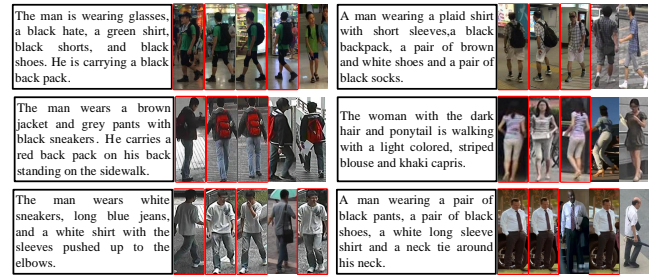 The man is wearing glasses,
a black hate, a green shirt,
black shorts, and black
shoes. He is carrying a black
back pack.
A man wearing a plaid shirt
with short sleeves,a black
backpack, a pair of brown
and white shoes and a pair of
black socks.
The man wears a brown
jacket and grey pants with
black sneakers. He carries a
red back pack on his back
standing on the sidewalk.
The woman with the dark
hair and ponytail is walking
with a light colored, striped
blouse and khaki capris.
The man wears white
sneakers, long blue jeans,
and a white shirt with the
sleeves pushed up to the
elbows.
A man wearing a pair of
black pants, a pair of black
shoes, a white long sleeve
shirt and a neck tie around
his neck.